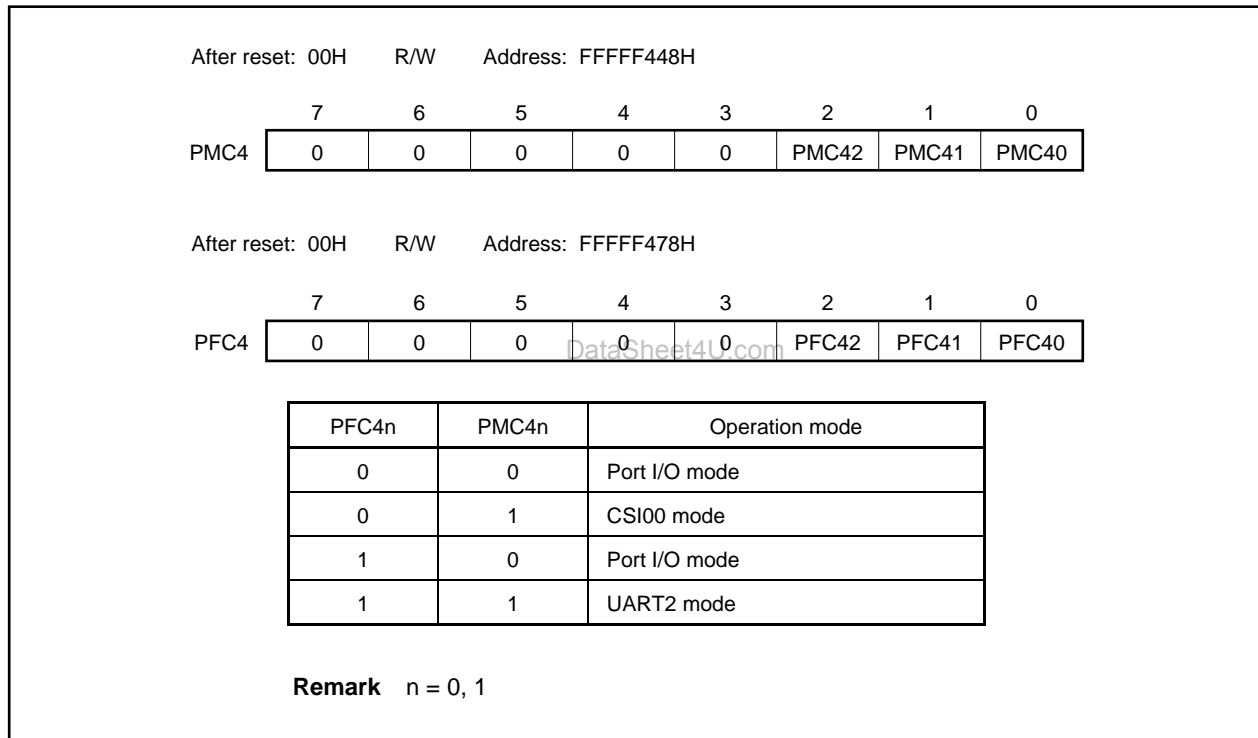 After reset: 00H R/W Address: FFFFF448H
7 6 5 4 3 2 1 0
PMC4 0 0 0 0 0 PMC42 PMC41 PMC40
After reset: 00H R/W Address: FFFFF478H
7 6 5 4 3 2 1 0
PFC4 0 0 0 0 0 PFC42 PFC41 PFC40
DataSheet4U.com
PFC4n PMC4n Operation mode
0 0 Port I/O mode
0 1 CSI00 mode
1 0 Port I/O mode
1 1 UART2 mode
Remark n = 0, 1